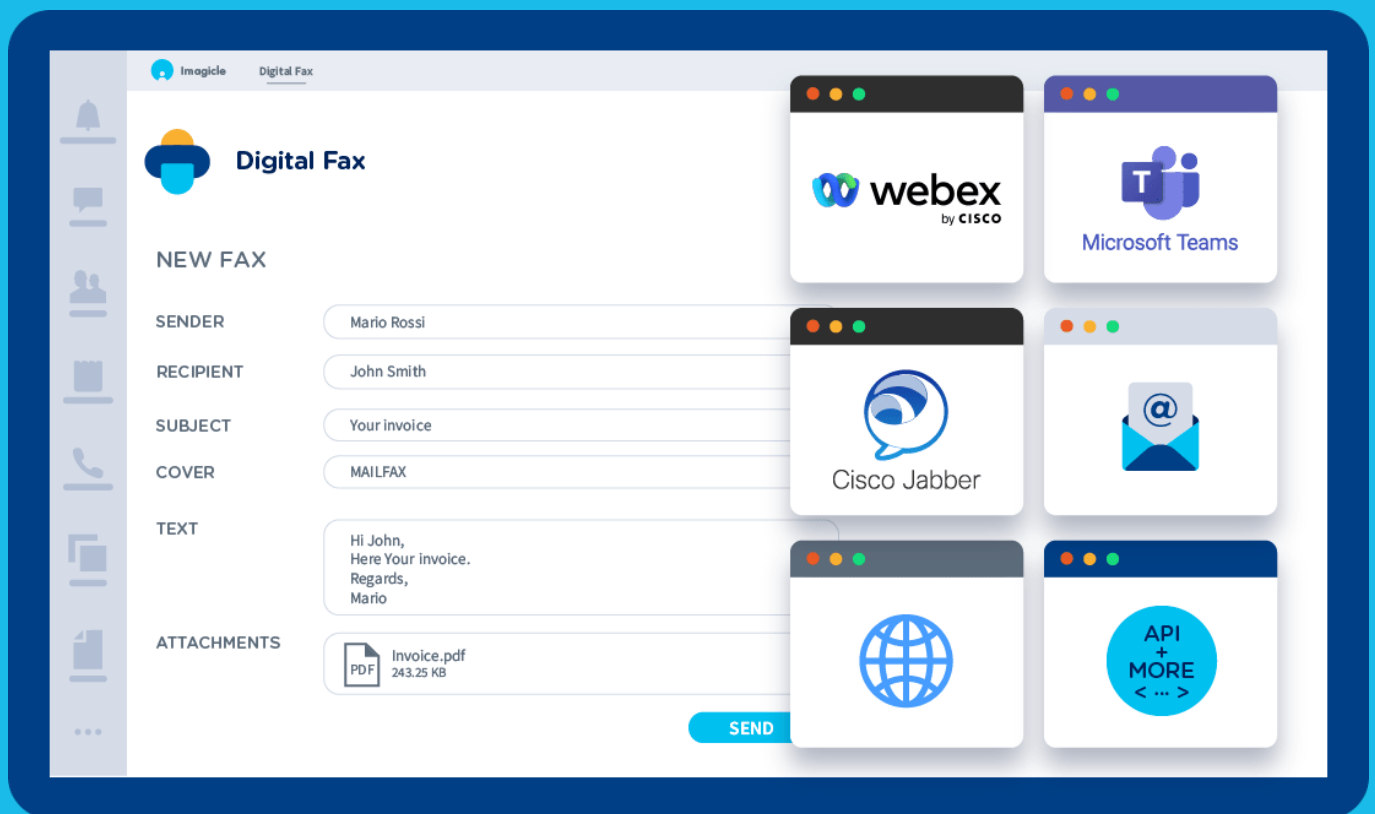 Imagicle
Digital Fax
Digital Fax
NEW FAX
SENDER
Mario Rossi
RECIPIENT
John Smith
SUBJECT
Your invoice
COVER
MAILFAX
TEXT
Hi John,
Here Your invoice.
Regards,
Mario
ATTACHMENTS
PDF
Invoice.pdf
243.25 KB
SEND
webex
by CISCO
T
Microsoft Teams
Cisco Jabber
@
API
+
MORE
< ... >